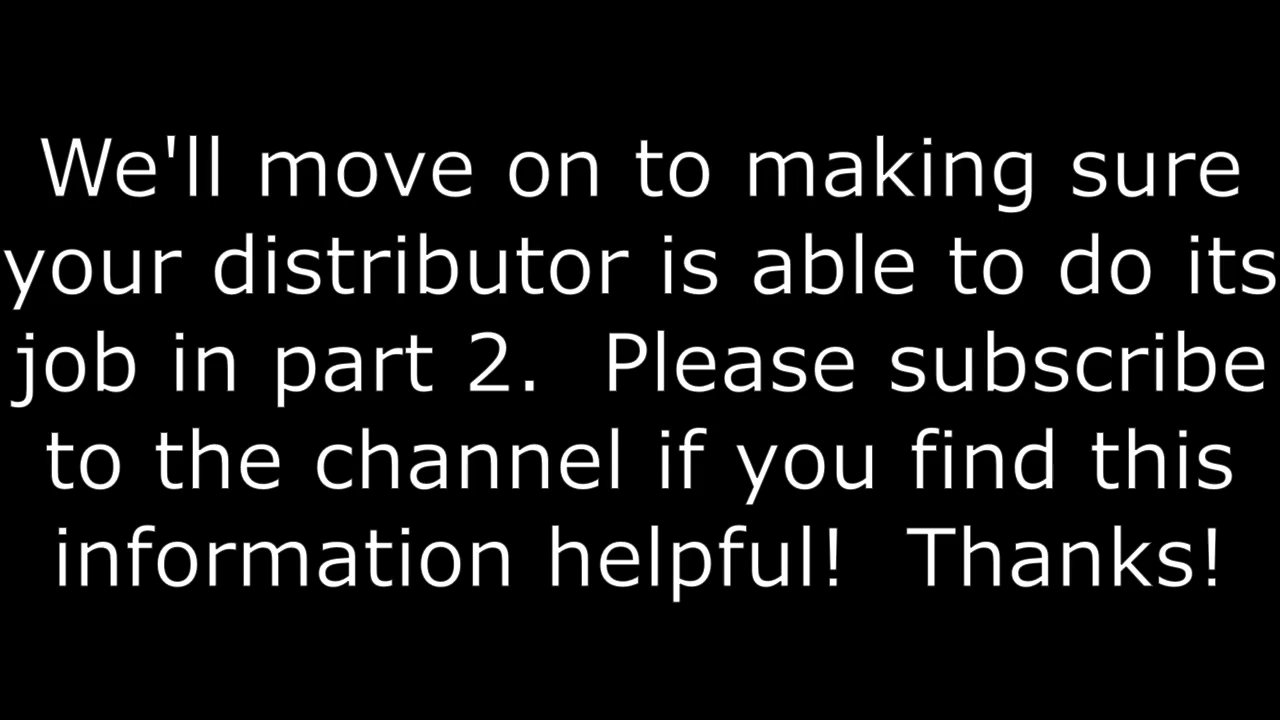 We'll move on to making sure
your distributor is able to do its
job in part 2.  Please subscribe
to the channel if you find this
information helpful!  Thanks!